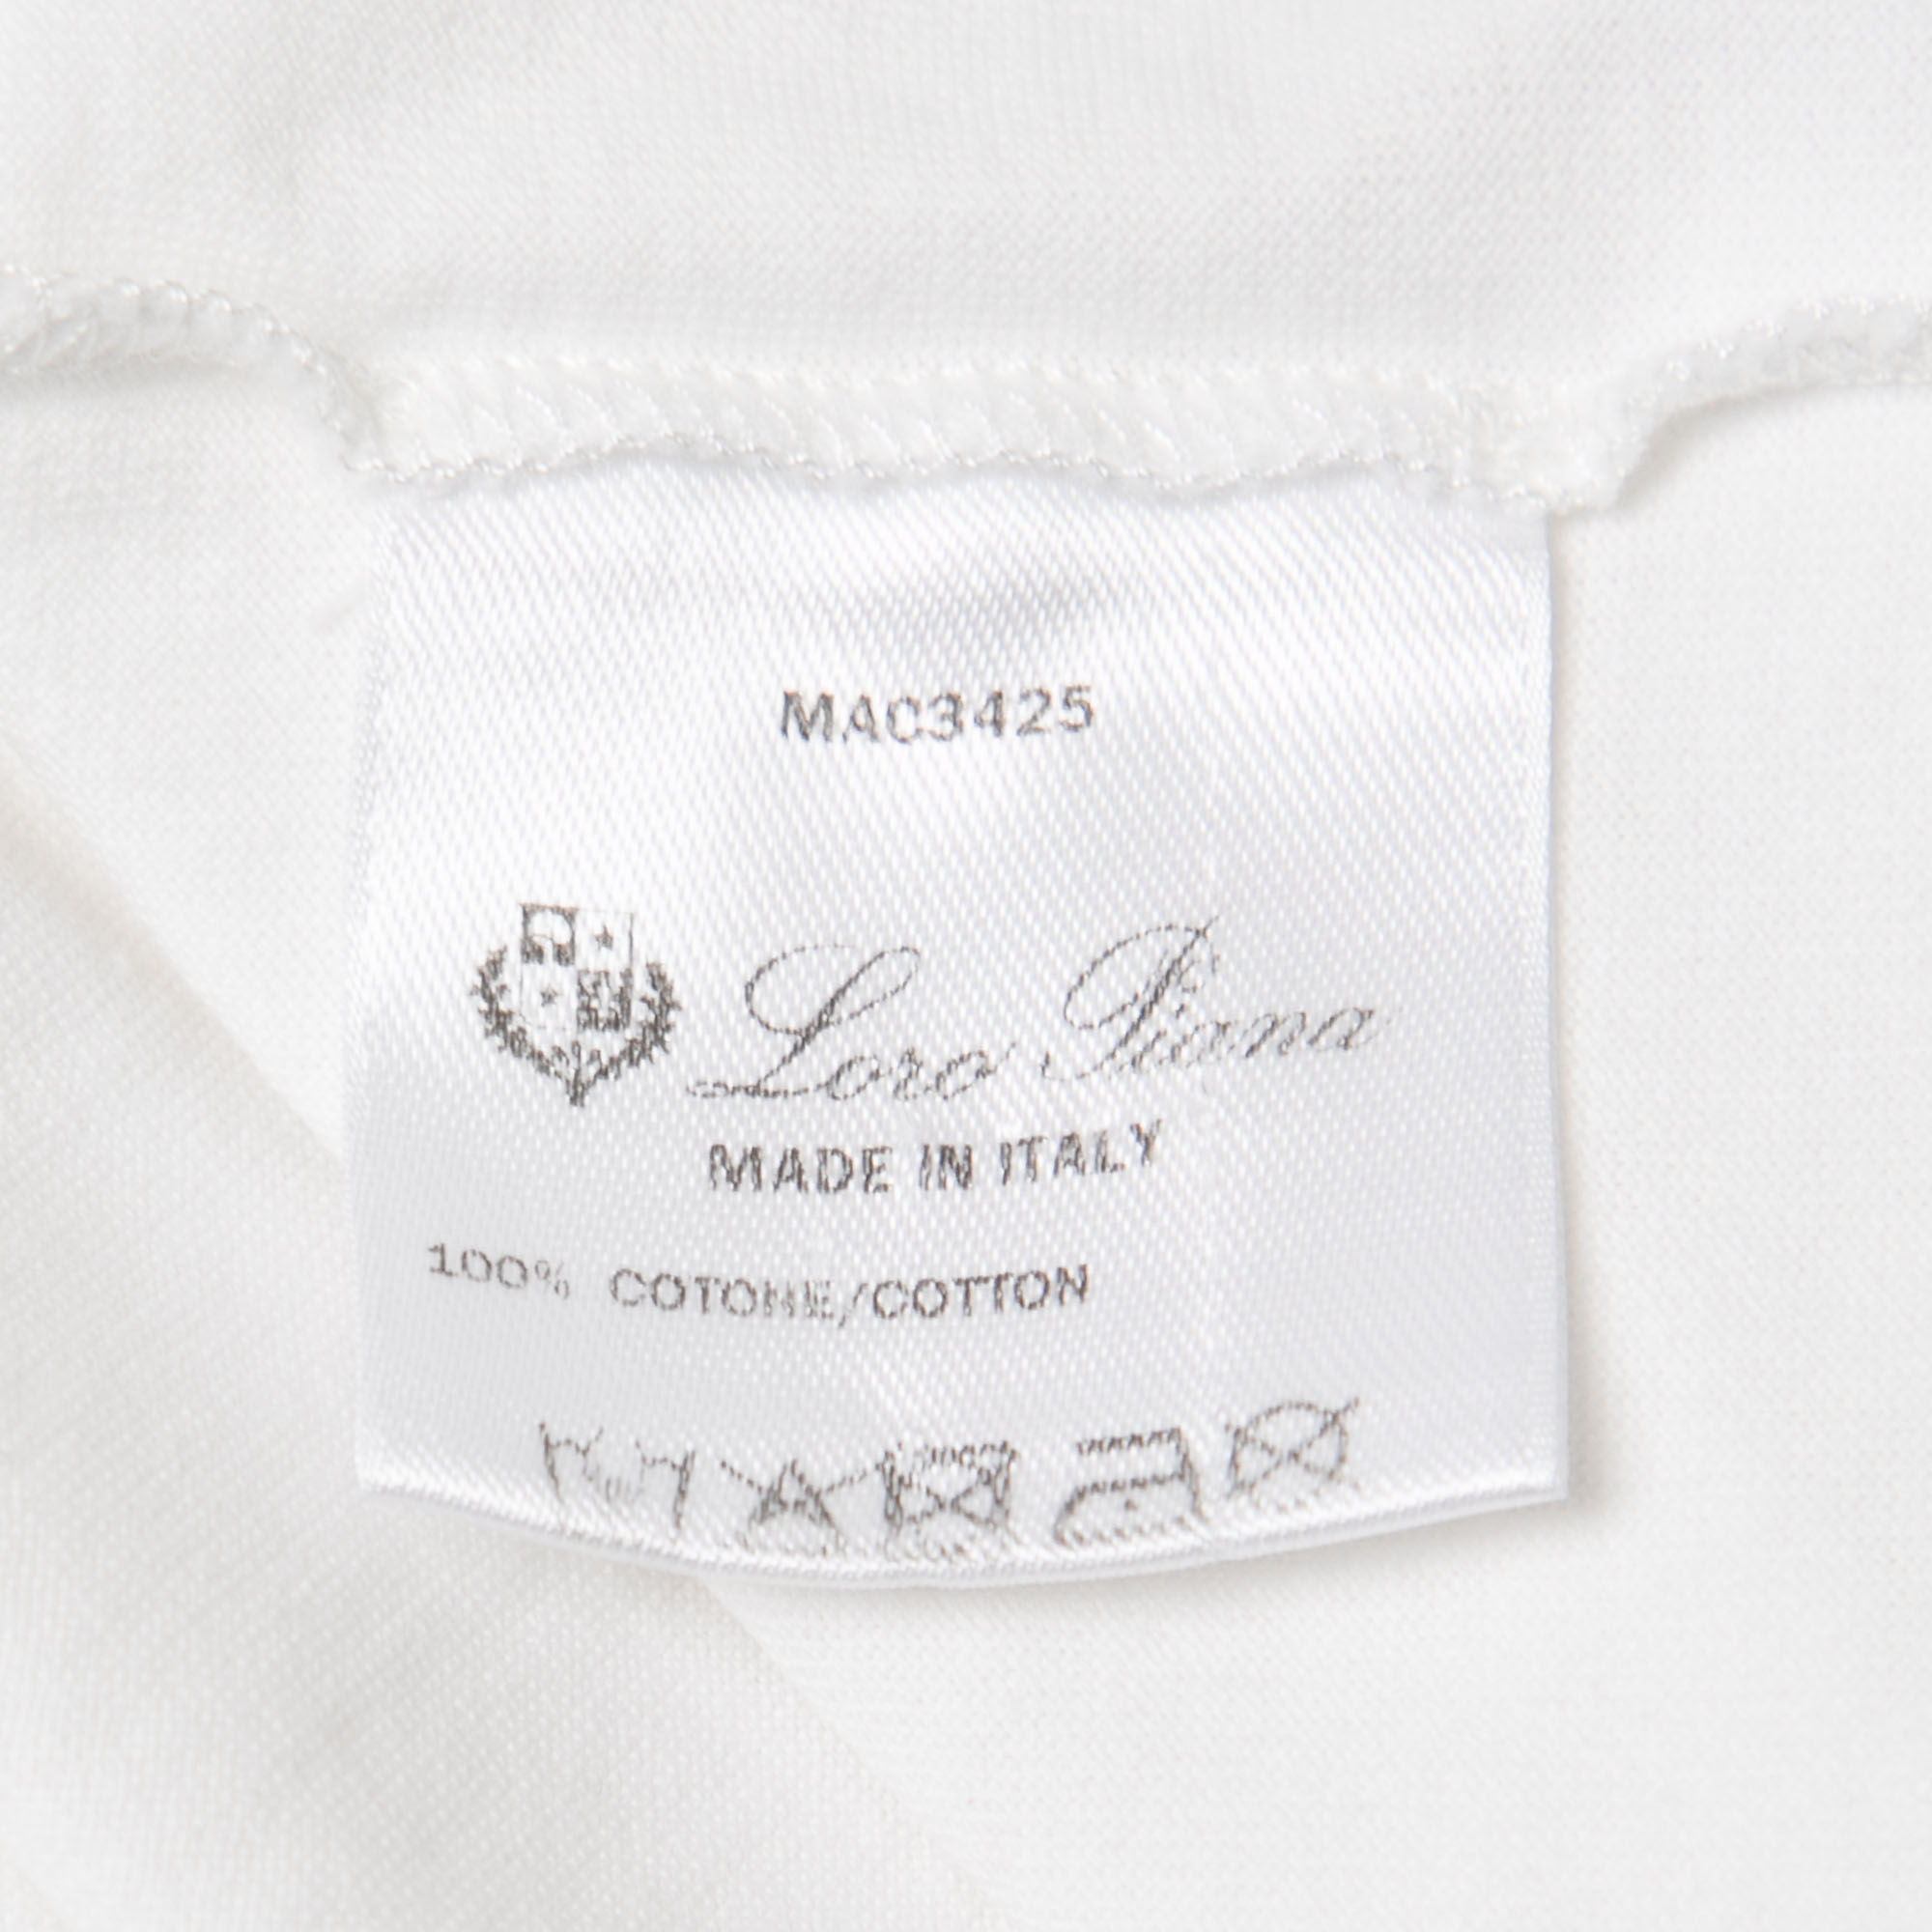 MAC3425
Loro Piana
MADE IN ITALY
100% COTONE/COTTON